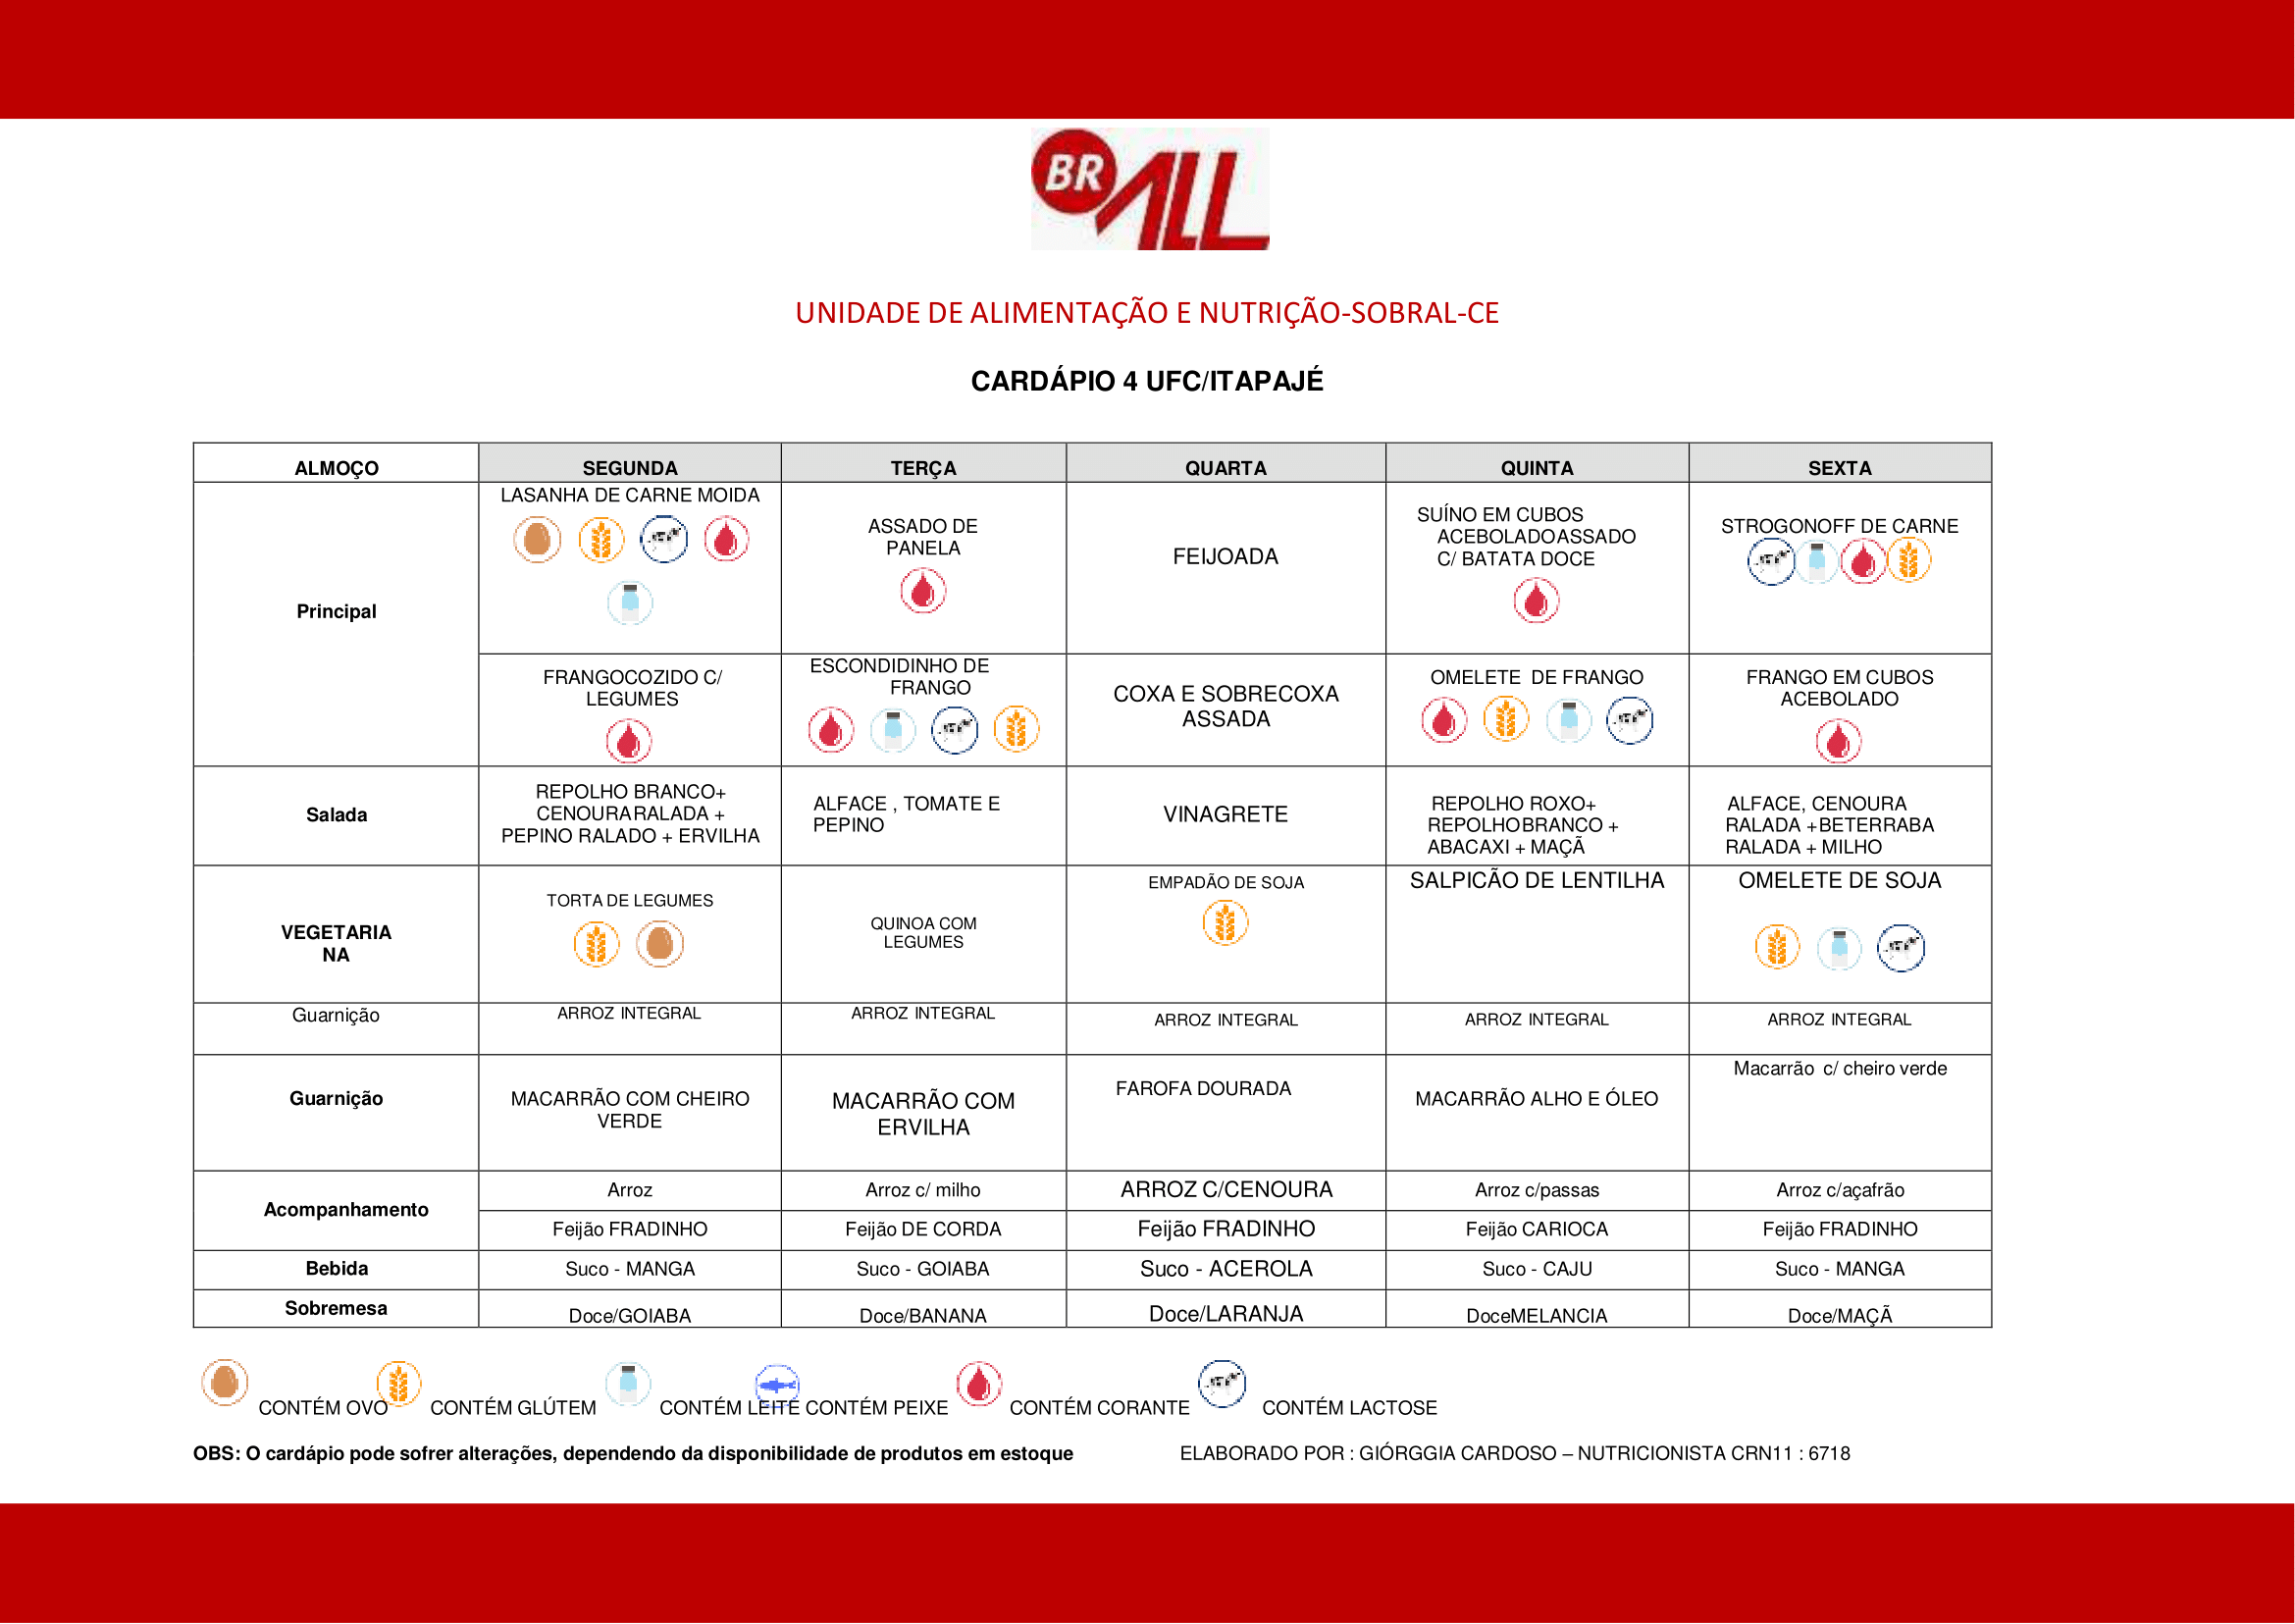 BR ALL
UNIDADE DE ALIMENTAÇÃO E NUTRIÇÃO-SOBRAL-CE
CARDÁPIO 4 UFC/ITAPAJÉ
ALMOÇO SEGUNDA TERÇA QUARTA QUINTA SEXTA
Principal
LASANHA DE CARNE MOIDA
ASSADO DE
PANELA
FEIJOADA
SUÍNO EM CUBOS
ACEBOLADOASSADO
C/ BATATA DOCE
STROGONOFF DE CARNE
FRANGOCOZIDO C/
LEGUMES
ESCONDIDINHO DE
FRANGO
COXA E SOBRECOXA
ASSADA
OMELETE DE FRANGO
FRANGO EM CUBOS
ACEBOLADO
Salada
REPOLHO BRANCO+
CENOURARALADA +
PEPINO RALADO + ERVILHA
ALFACE , TOMATE E
PEPINO
VINAGRETE
REPOLHO ROXO+
REPOLHOBRANCO +
ABACAXI + MAÇÃ
ALFACE, CENOURA
RALADA +BETERRABA
RALADA + MILHO
VEGETARIA
NA
TORTA DE LEGUMES
QUINOA COM
LEGUMES
EMPADÃO DE SOJA
SALPICÃO DE LENTILHA
OMELETE DE SOJA
Guarnição
ARROZ INTEGRAL
ARROZ INTEGRAL
ARROZ INTEGRAL
ARROZ INTEGRAL
ARROZ INTEGRAL
Guarnição
MACARRÃO COM CHEIRO
VERDE
MACARRÃO COM
ERVILHA
FAROFA DOURADA
MACARRÃO ALHO E ÓLEO
Macarrão c/ cheiro verde
Acompanhamento
Arroz
Arroz c/ milho
ARROZ C/CENOURA
Arroz c/passas
Arroz c/açafrão
Feijão FRADINHO
Feijão DE CORDA
Feijão FRADINHO
Feijão CARIOCA
Feijão FRADINHO
Bebida
Suco - MANGA
Suco - GOIABA
Suco - ACEROLA
Suco - CAJU
Suco - MANGA
Sobremesa
Doce/GOIABA
Doce/BANANA
Doce/LARANJA
DoceMELANCIA
Doce/MAÇÃ
CONTÉM OVO CONTÉM GLÚTEM CONTÉM LEITE CONTÉM PEIXE CONTÉM CORANTE CONTÉM LACTOSE
OBS: O cardápio pode sofrer alterações, dependendo da disponibilidade de produtos em estoque ELABORADO POR : GIÓRGGIA CARDOSO – NUTRICIONISTA CRN11 : 6718